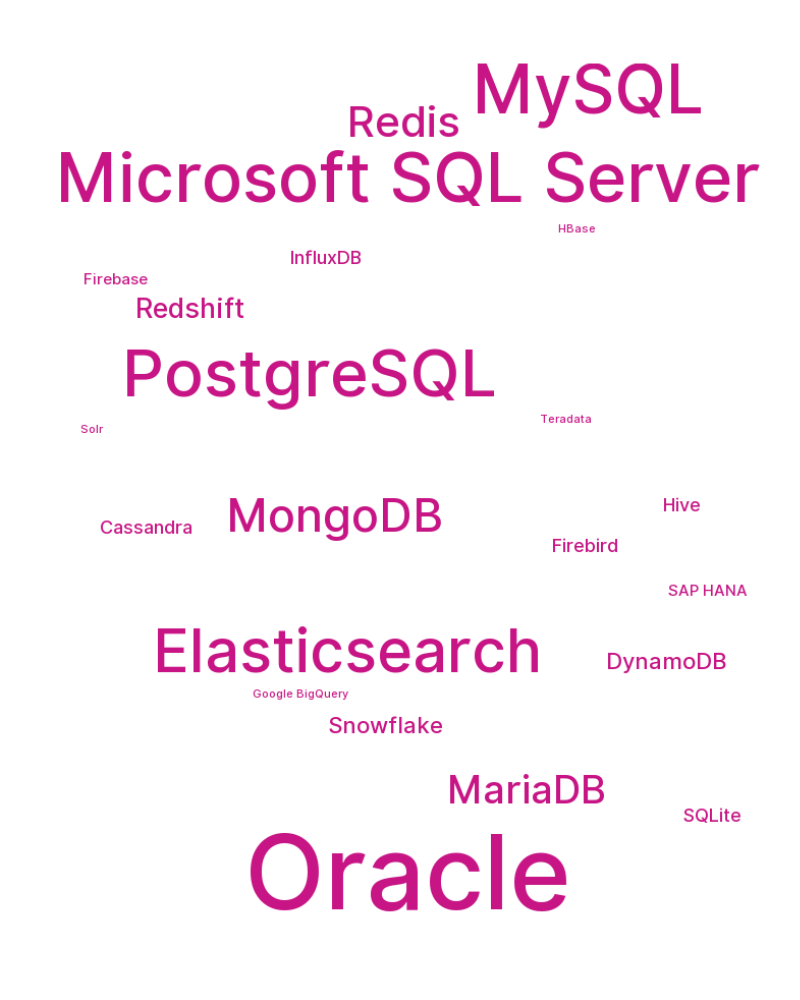 MySQL
Redis
Microsoft SQL Server
HBase
InfluxDB
Firebase
Redshift
PostgreSQL
Teradata
Solr
Hive
MongoDB
Cassandra
Firebird
SAP HANA
Elasticsearch
DynamoDB
Google BigQuery
Snowflake
MariaDB
SQLite
Oracle